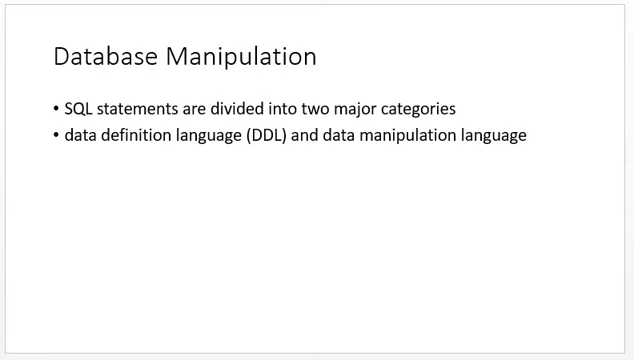 Database Manipulation
• SQL statements are divided into two major categories
• data definition language (DDL) and data manipulation language